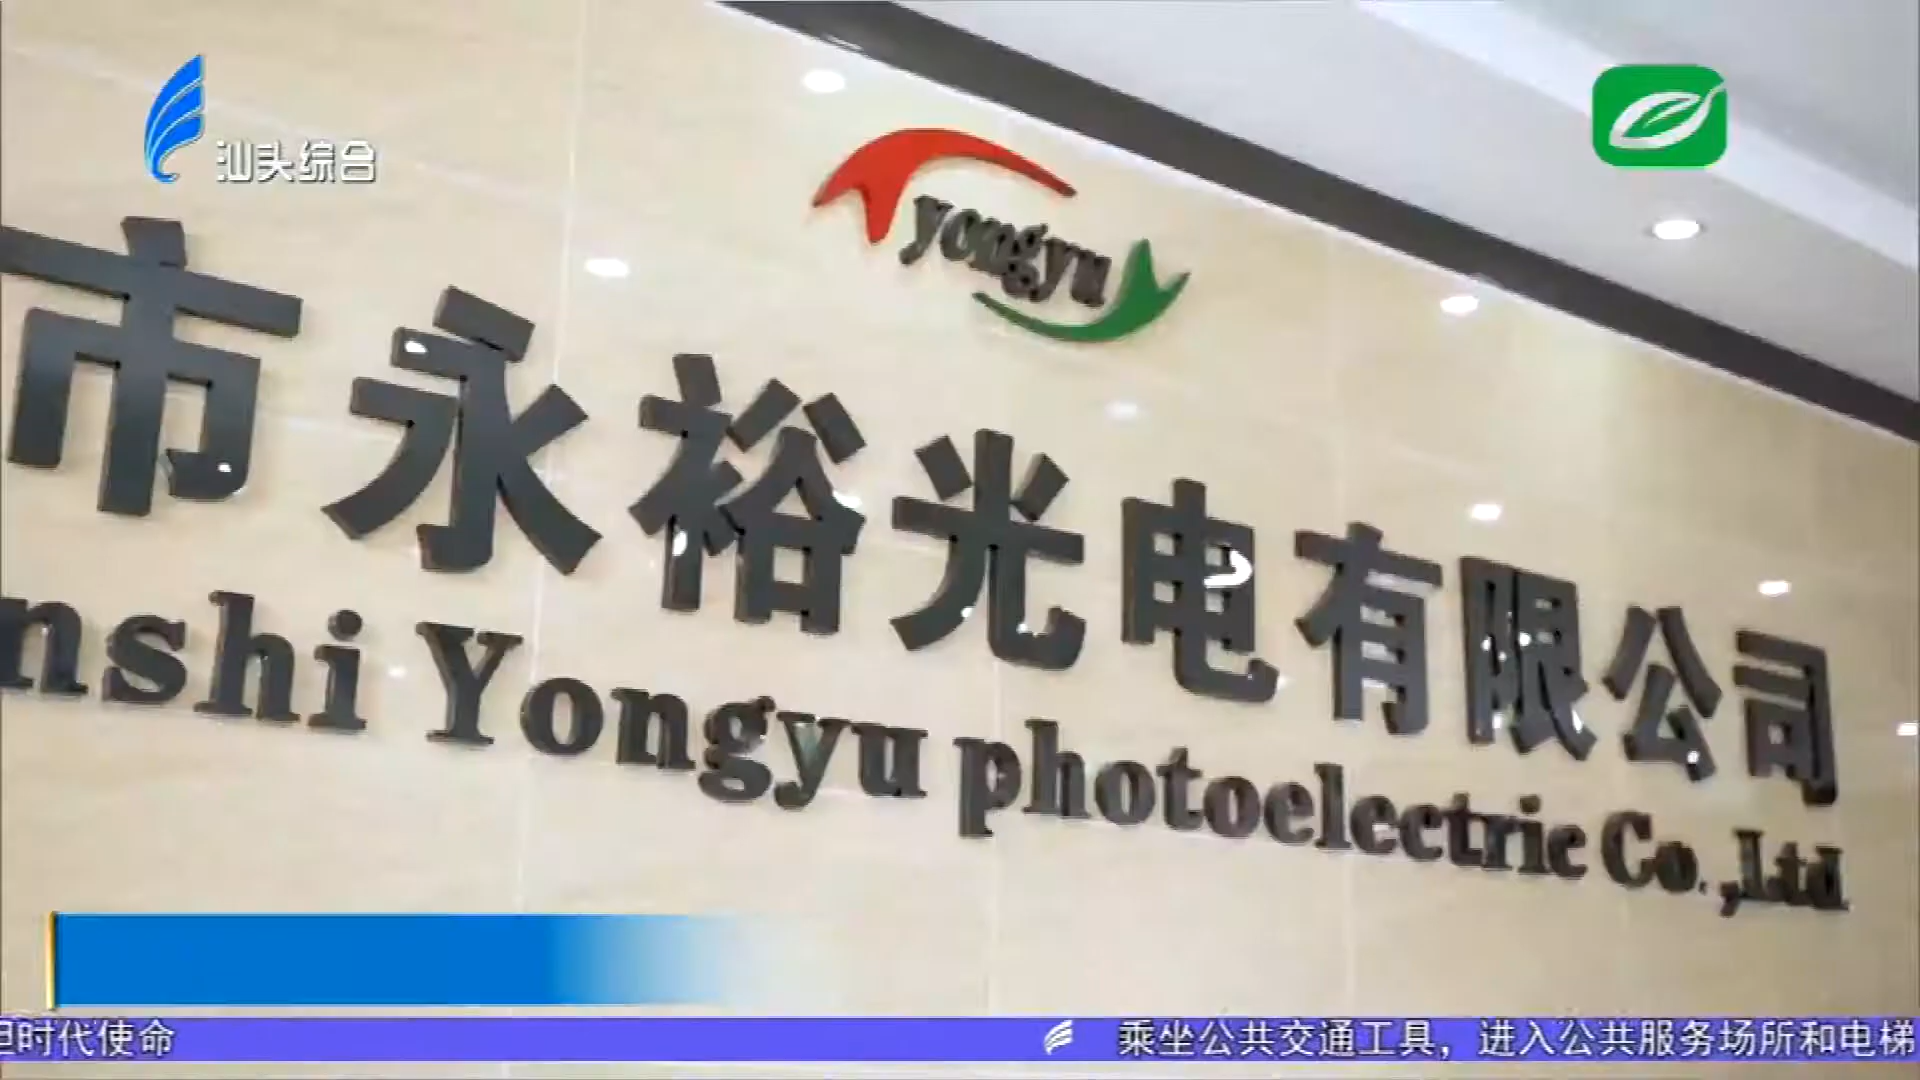 汕头综合
yongyu
市永裕光电有限公司
nshi Yongyu photoelectric Co.,Ltd.
时代使命
乘坐公共交通工具，进入公共服务场所和电梯